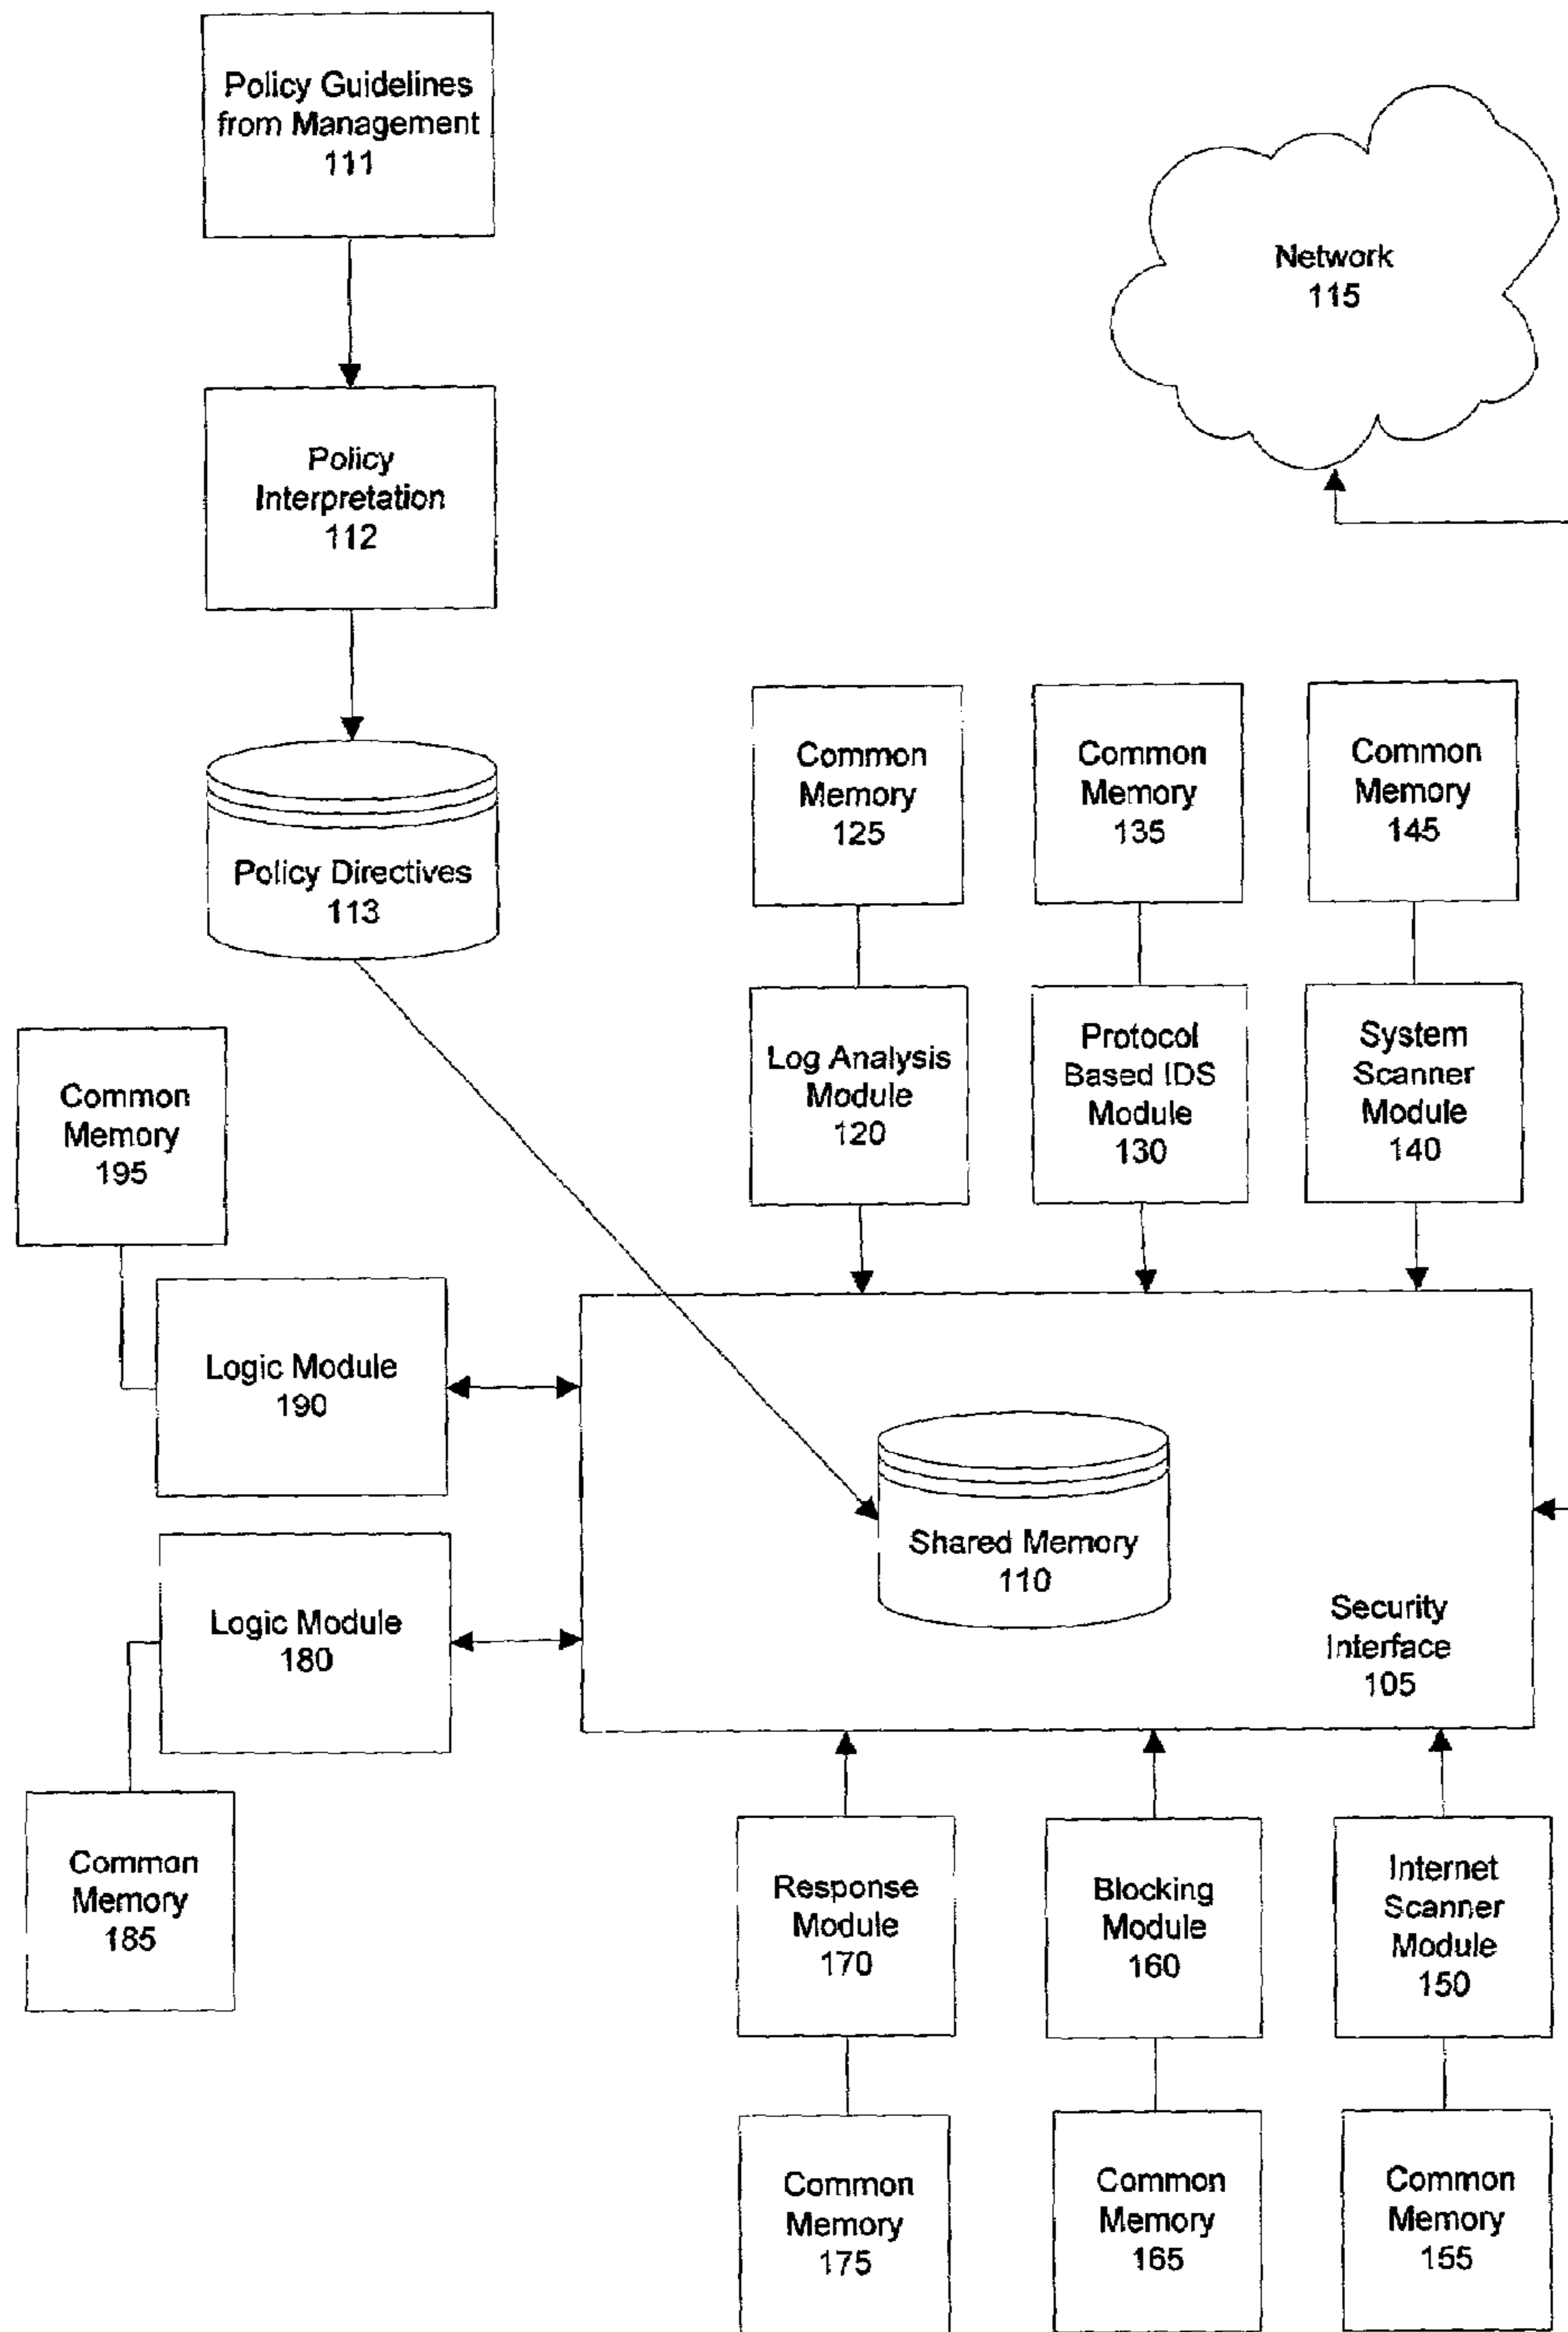 Policy Guidelines
from Management
111
Network
115
Policy
Interpretation
112
Policy Directives
113
Common
Memory
125
Common
Memory
135
Common
Memory
145
Log Analysis
Module
120
Protocol
Based IDS
Module
130
System
Scanner
Module
140
Common
Memory
195
Logic Module
190
Logic Module
180
Common
Memory
185
Shared Memory
110
Security
Interface
105
Response
Module
170
Blocking
Module
160
Internet
Scanner
Module
150
Common
Memory
175
Common
Memory
165
Common
Memory
155